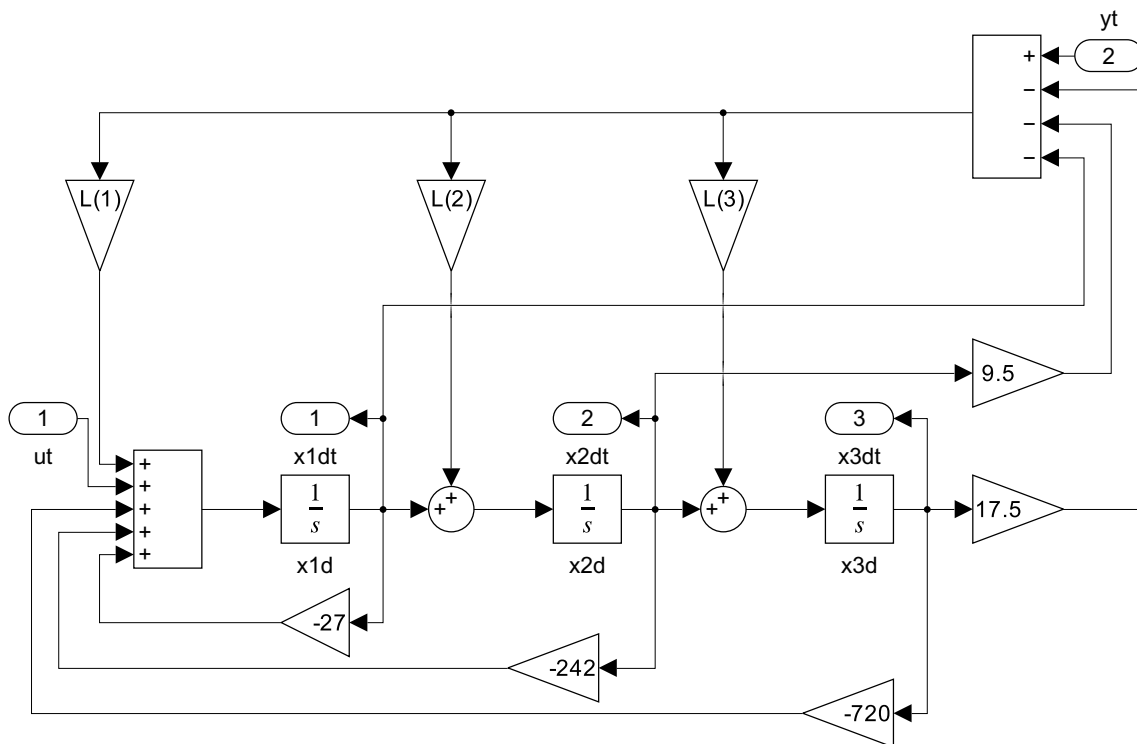 yt
2
+
−
−
−
L(1)
L(2)
L(3)
9.5
1
ut
1
x1dt
2
x2dt
3
x3dt
+
+
+
+
+
1
s
x1d
+
+
1
s
x2d
+
+
1
s
x3d
17.5
-27
-242
-720